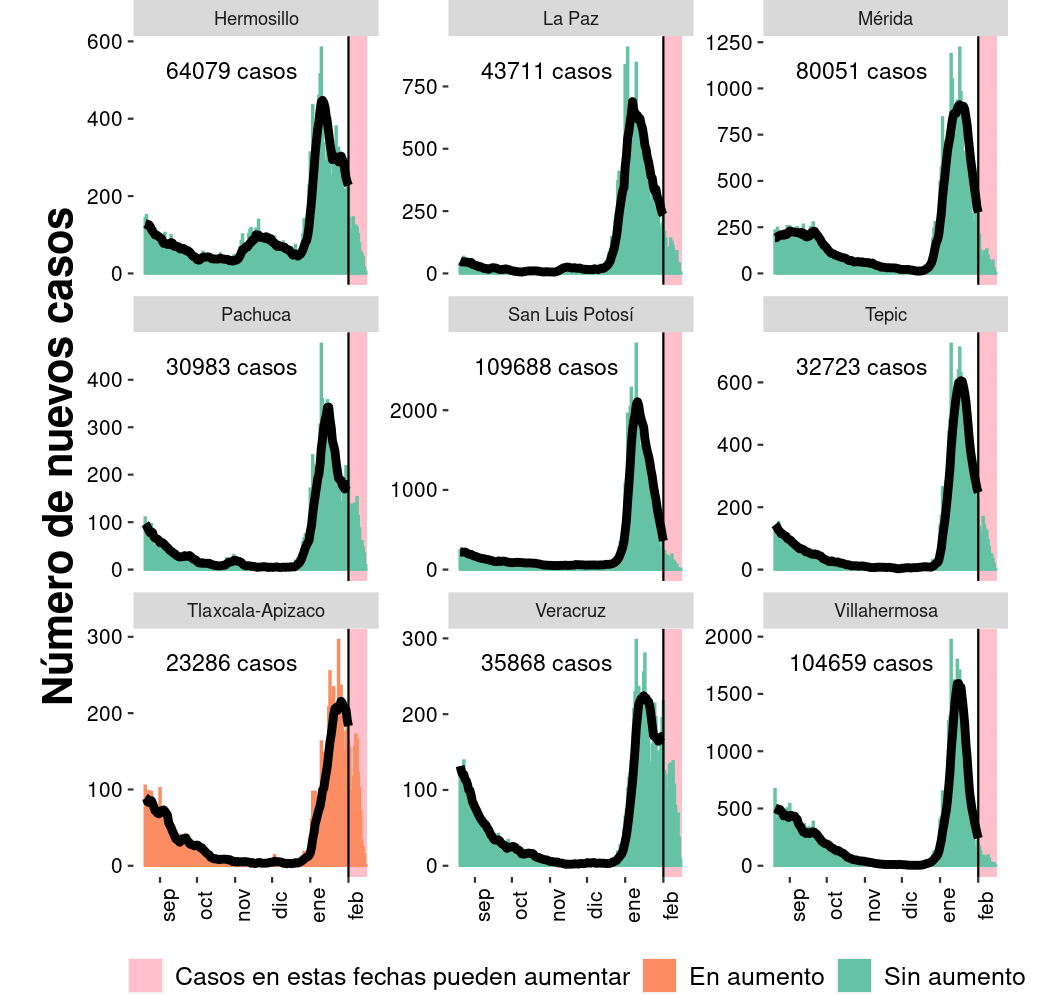 Número de nuevos casos
Hermosillo
64079 casos
600
400
200
0
La Paz
43711 casos
750
500
250
0
Mérida
80051 casos
1250
1000
750
500
250
0
Pachuca
30983 casos
400
300
200
100
0
San Luis Potosí
109688 casos
2000
1000
0
Tepic
32723 casos
600
400
200
0
Tlaxcala-Apizaco
23286 casos
300
200
100
0
sep oct nov dic ene feb
Veracruz
35868 casos
300
200
100
0
sep oct nov dic ene feb
Villahermosa
104659 casos
2000
1500
1000
500
0
sep oct nov dic ene feb
Casos en estas fechas pueden aumentar En aumento Sin aumento